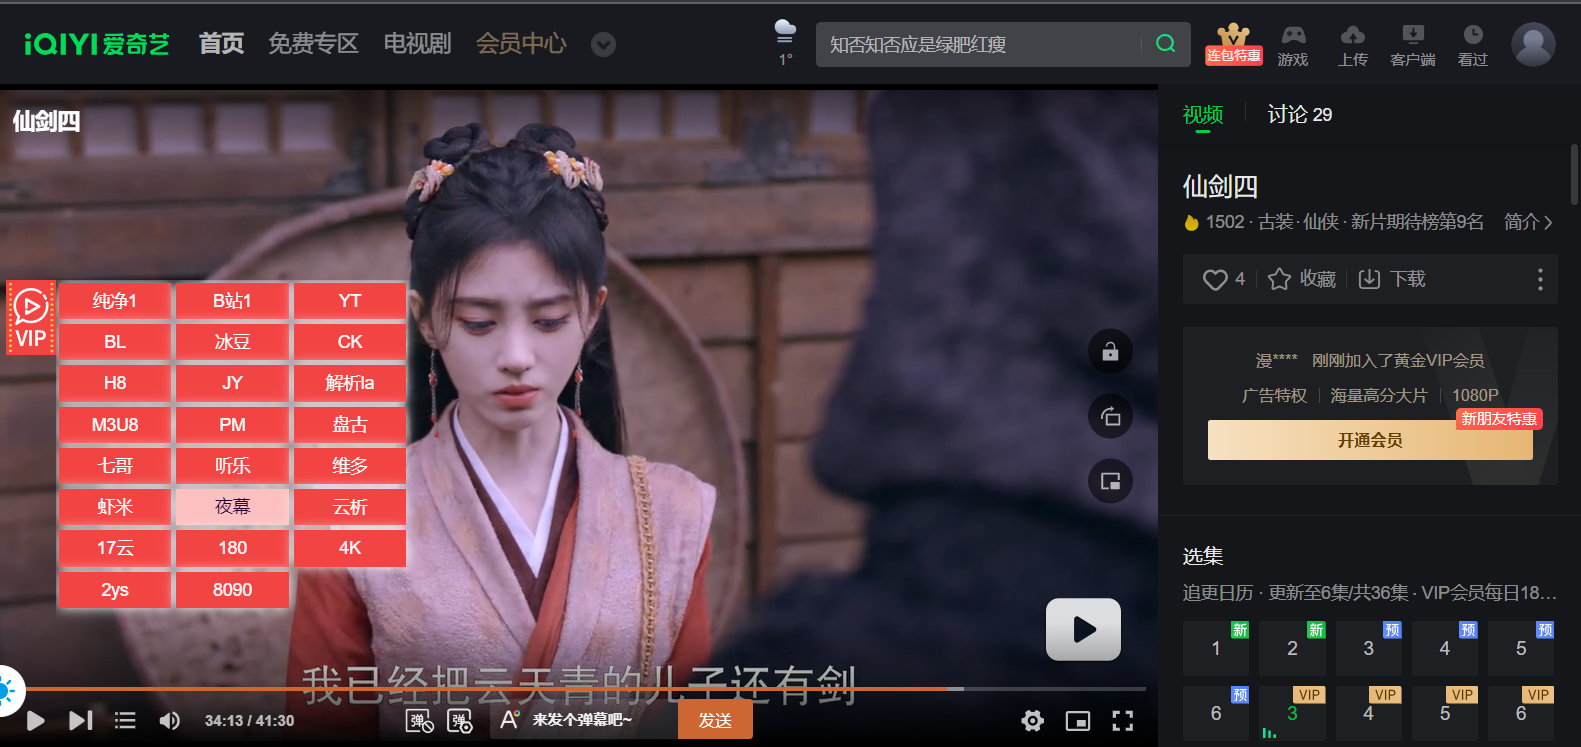 iQIYI 爱奇艺 首页 免费专区 电视剧 会员中心
1°
知否知否应是绿肥红瘦
连包特惠
游戏 上传 客户端 看过
仙剑四
VIP
纯净1 B站1 YT
BL 冰豆 CK
H8 JY 解析la
M3U8 PM 盘古
七哥 听乐 维多
虾米 夜幕 云析
17云 180 4K
2ys 8090
我已经把云天青的儿子还有剑
34:13 / 41:30 弹 弹 A 来发个弹幕吧~ 发送
视频 讨论 29
仙剑四
1502 · 古装 · 仙侠 · 新片期待榜第9名 简介
4 收藏 下载
漫**** 刚刚加入了黄金VIP会员
广告特权 海量高分大片 1080P
新朋友特惠
开通会员
选集
追更日历 · 更新至6集/共36集 · VIP会员每日18...
1 新 2 新 3 预 4 预 5 预
6 预 3 VIP 4 VIP 5 VIP 6 VIP